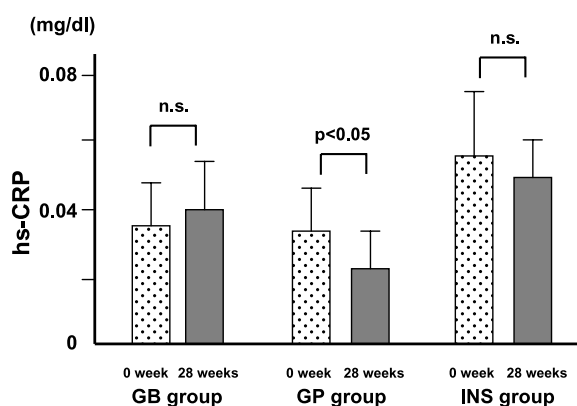 (mg/dl)
n.s.
0.08
n.s.
p<0.05
hs-CRP
0.04
0
0 week 28 weeks 0 week 28 weeks 0 week 28 weeks
GB group GP group INS group